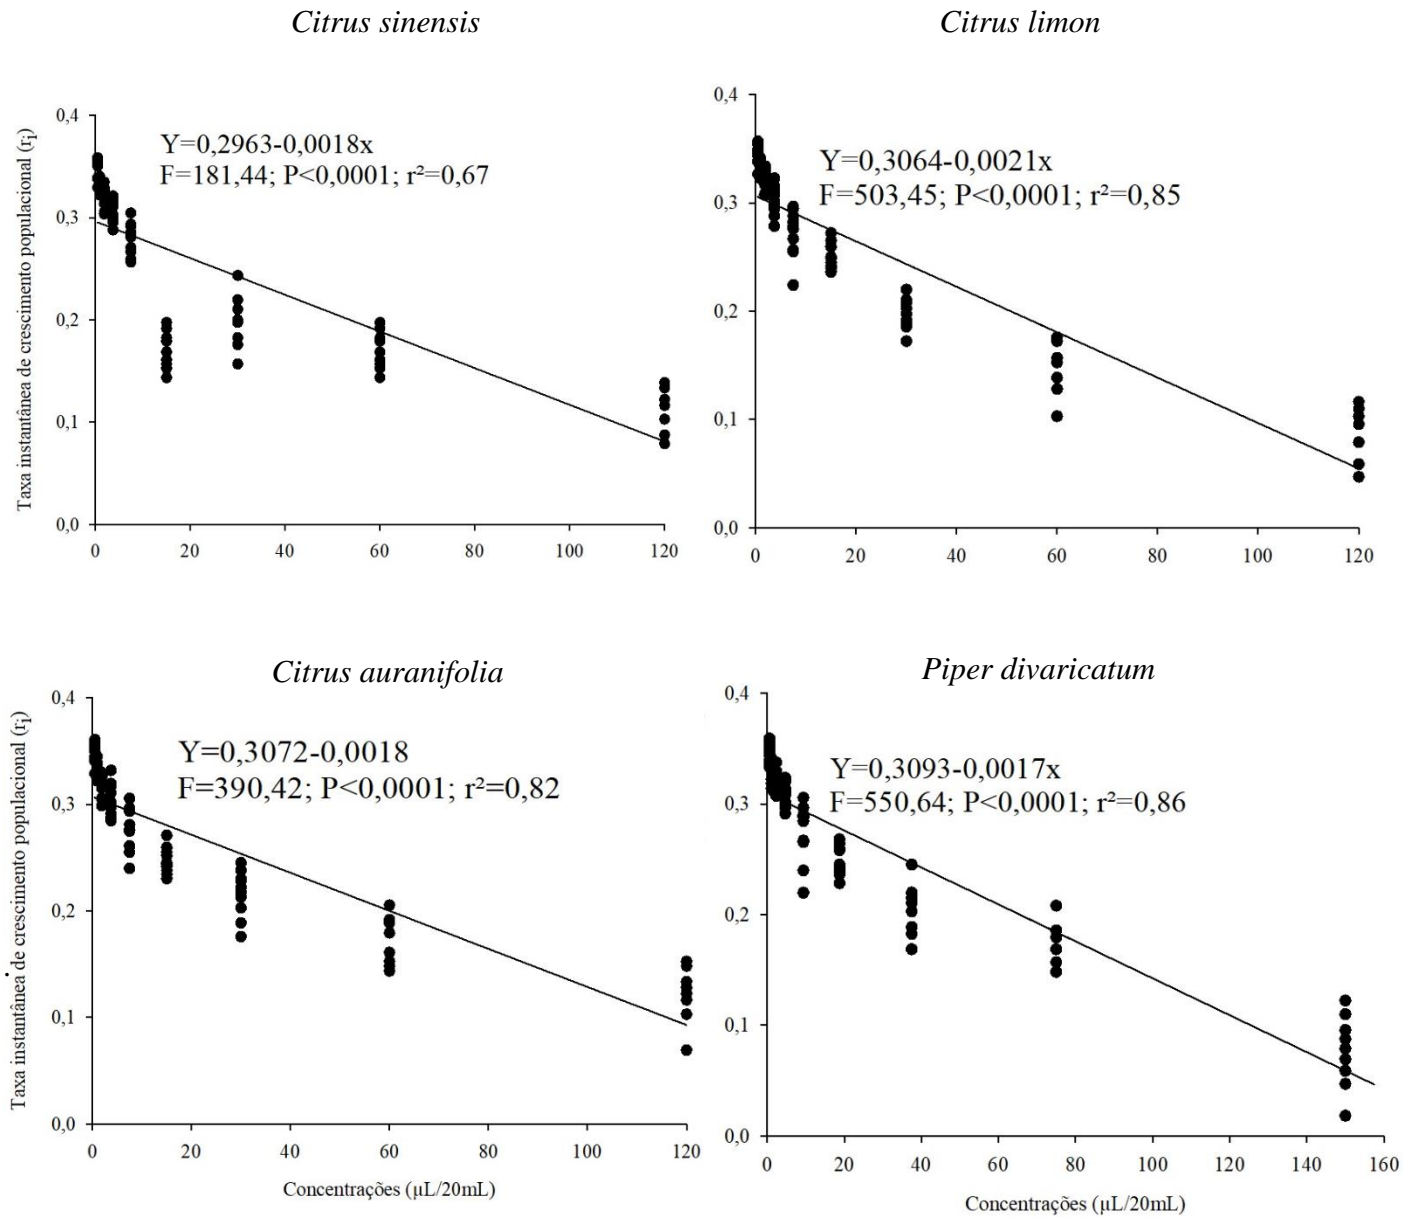 Citrus sinensis
Citrus limon
Taxa instantânea de crescimento populacional (ri)
0,4
0,3
0,2
0,1
0,0
Y=0,2963-0,0018x
F=181,44; P<0,0001; r²=0,67
0 20 40 60 80 100 120
0,4
0,3
0,2
0,1
0,0
Y=0,3064-0,0021x
F=503,45; P<0,0001; r²=0,85
0 20 40 60 80 100 120
Citrus auranifolia
Piper divaricatum
Taxa instantânea de crescimento populacional (ri)
0,4
0,3
0,2
0,1
0,0
Y=0,3072-0,0018
F=390,42; P<0,0001; r²=0,82
0 20 40 60 80 100 120
Concentrações (µL/20mL)
0,4
0,3
0,2
0,1
0,0
Y=0,3093-0,0017x
F=550,64; P<0,0001; r²=0,86
0 20 40 60 80 100 120 140 160
Concentrações (µL/20mL)